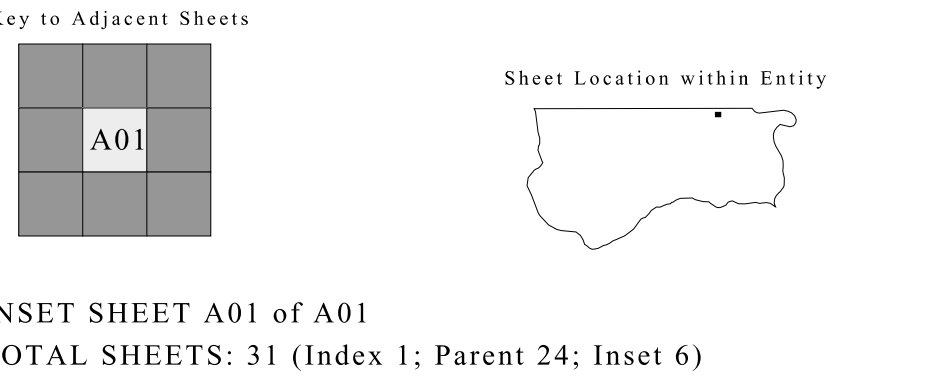 Key to Adjacent Sheets
Sheet Location within Entity
A01
INSET SHEET A01 of A01
TOTAL SHEETS: 31 (Index 1; Parent 24; Inset 6)